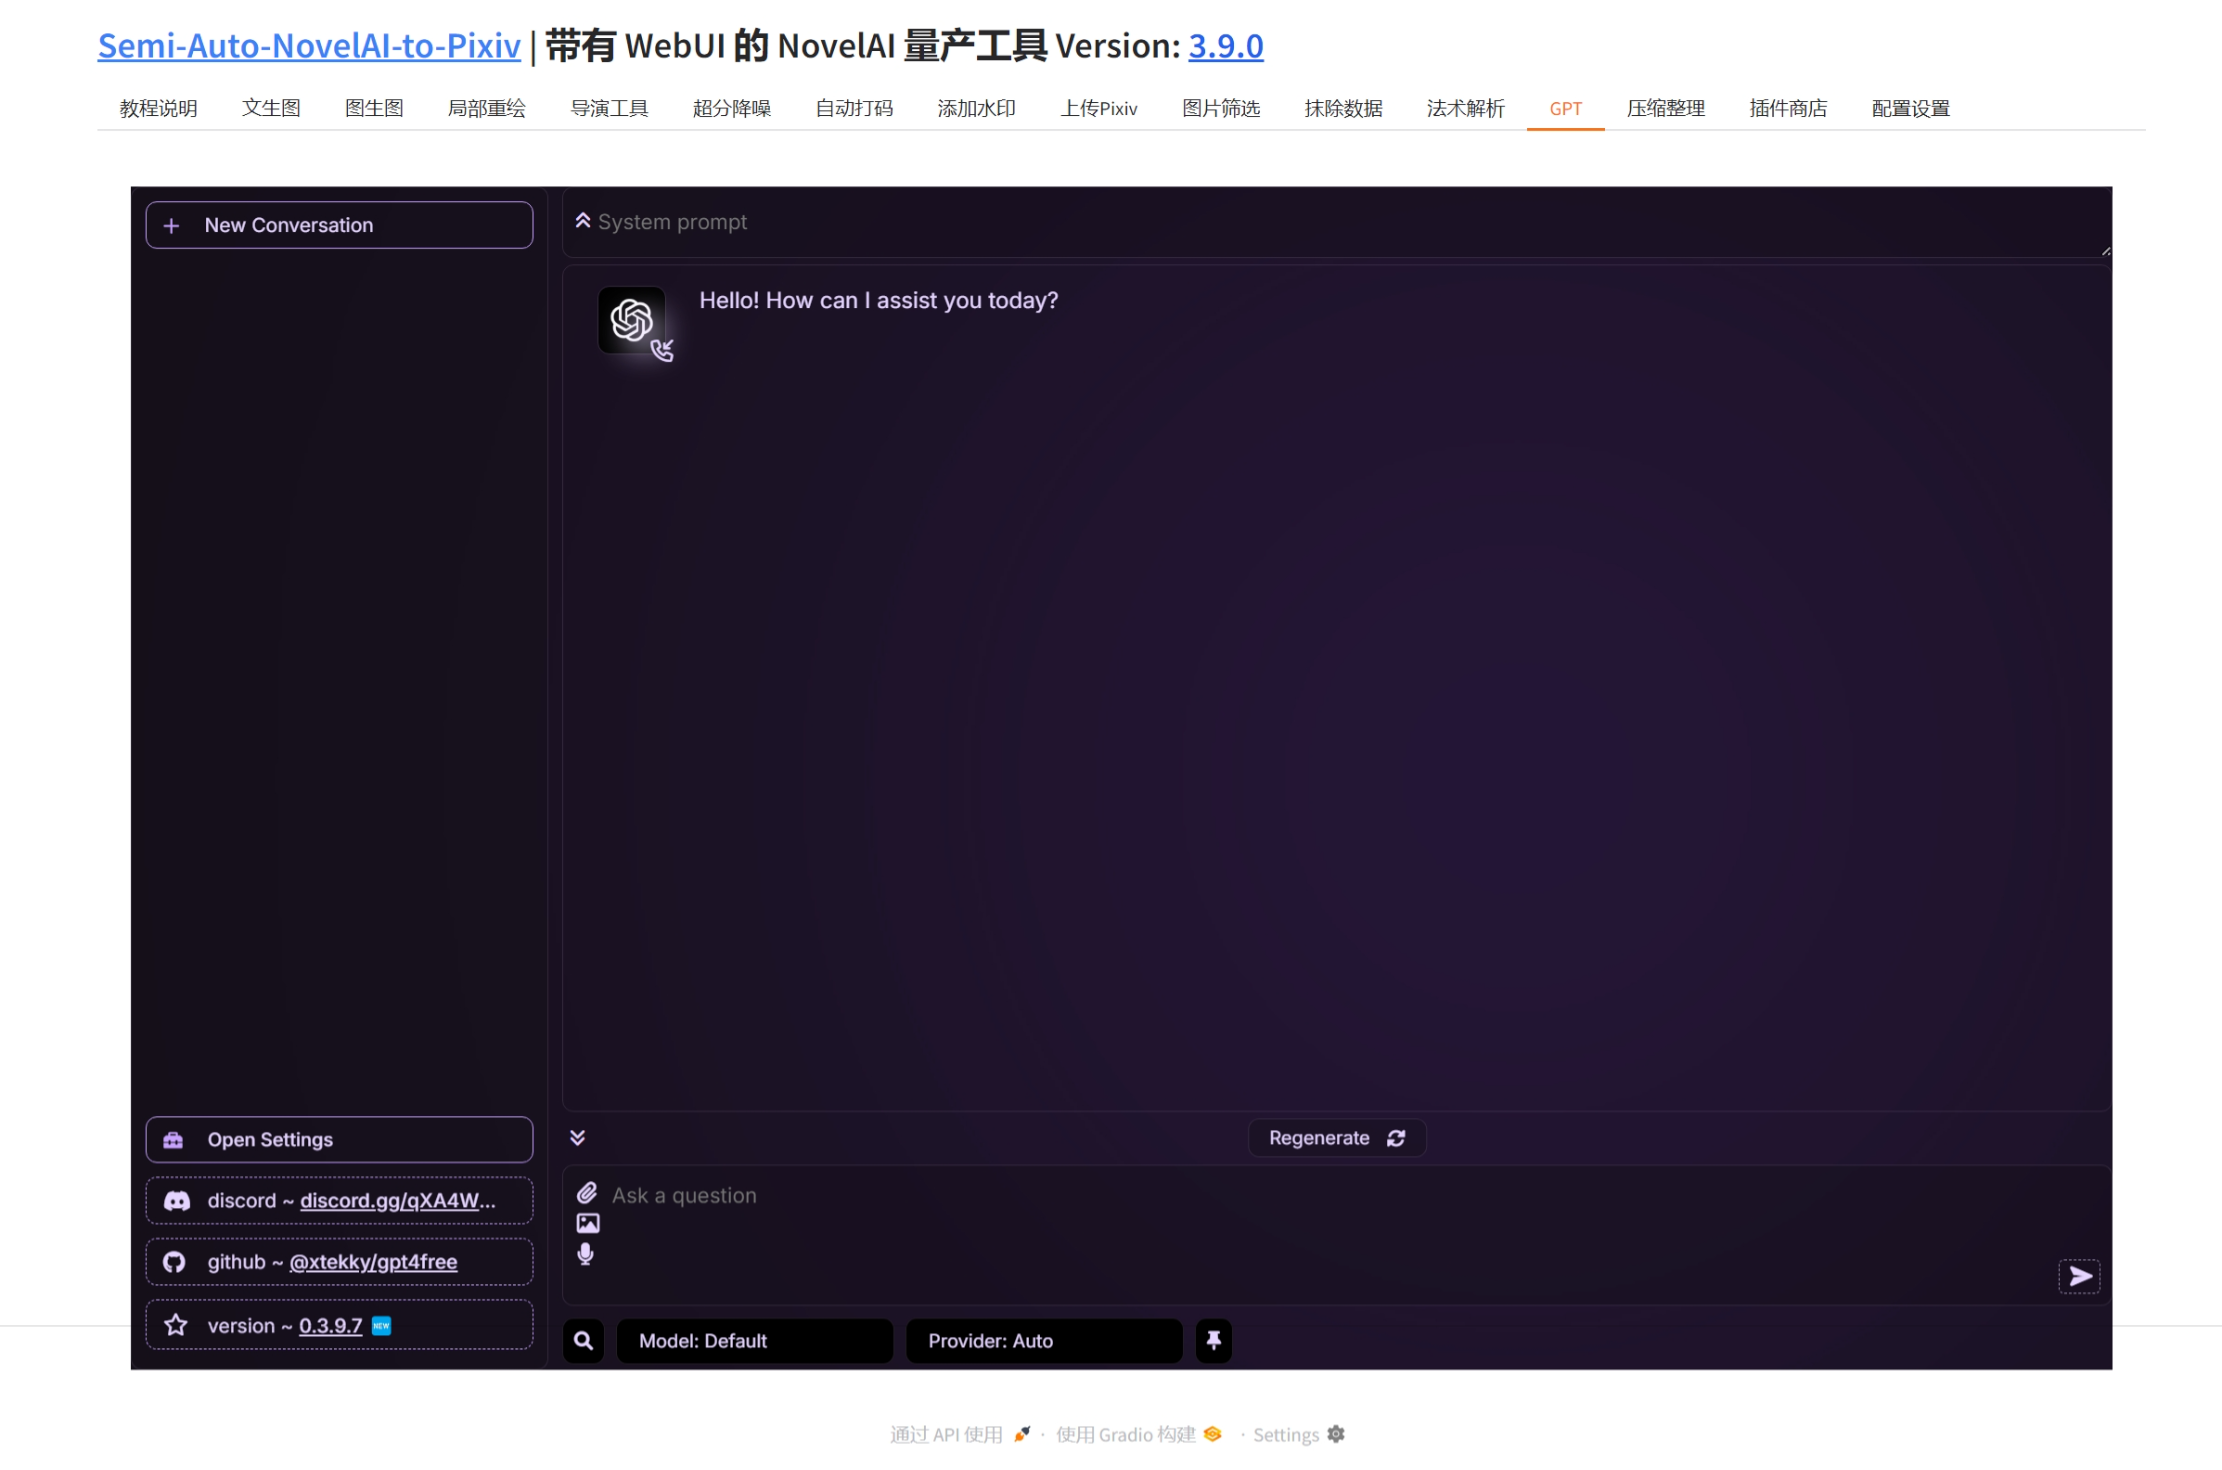 Semi-Auto-NovelAI-to-Pixiv | 带有 WebUI 的 NovelAI 量产工具 Version: 3.9.0
教程说明 文生图 图生图 局部重绘 导演工具 超分降噪 自动打码 添加水印 上传Pixiv 图片筛选 抹除数据 法术解析 GPT 压缩整理 插件商店 配置设置
New Conversation
System prompt
Hello! How can I assist you today?
Open Settings
Regenerate
discord ~ discord.gg/qXA4W...
Ask a question
github ~ @xtekky/gpt4free
version ~ 0.3.9.7 NEW
Model: Default
Provider: Auto
通过 API 使用 · 使用 Gradio 构建 · Settings